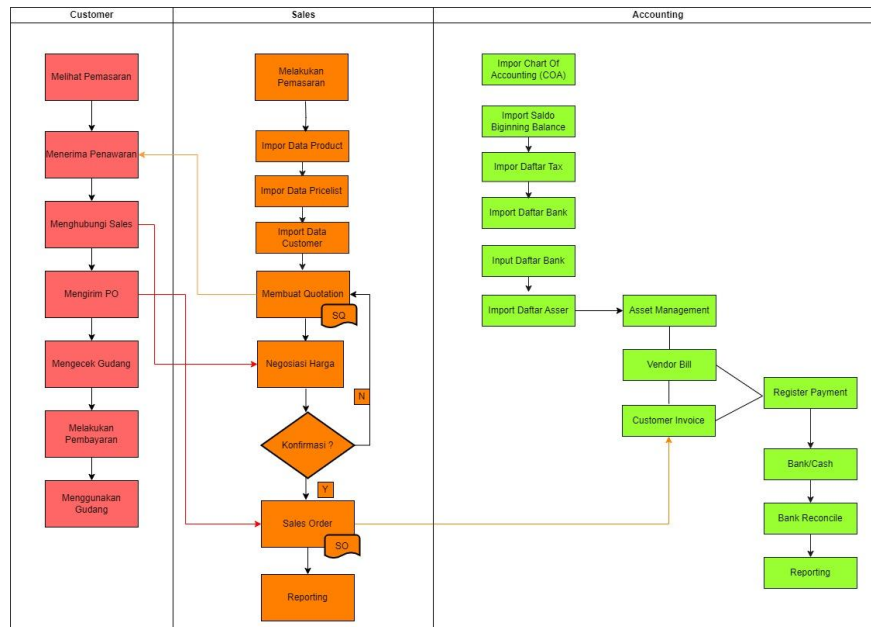 Customer
Sales
Accounting
Melihat Pemasaran
Menerima Penawaran
Menghubungi Sales
Mengirim PO
Mengecek Gudang
Melakukan
Pembayaran
Menggunakan
Gudang
Melakukan
Pemasaran
Impor Data Product
Impor Data Pricelist
Import Data
Customer
Membuat Quotation
SQ
Negosiasi Harga
N
Konfirmasi ?
Y
Sales Order
SO
Reporting
Impor Chart Of
Accounting (COA)
Import Saldo
Biginning Balance
Impor Daftar Tax
Import Daftar Bank
Input Daftar Bank
Import Daftar Asser
Asset Management
Vendor Bill
Customer Invoice
Register Payment
Bank/Cash
Bank Reconcile
Reporting